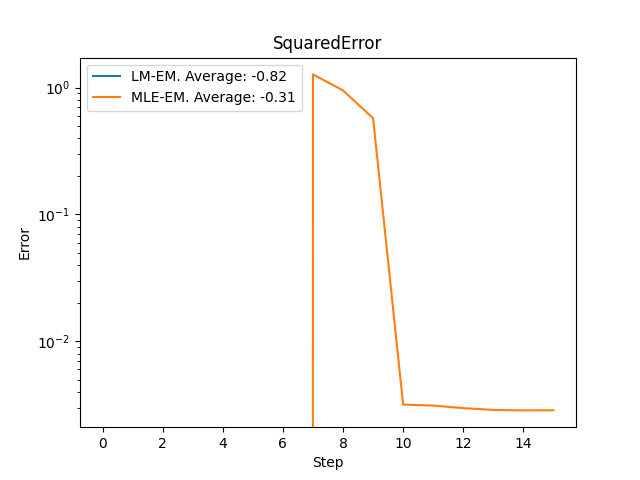 SquaredError
LM-EM. Average: -0.82
MLE-EM. Average: -0.31
10⁰
10⁻¹
10⁻²
Error
0 2 4 6 8 10 12 14
Step